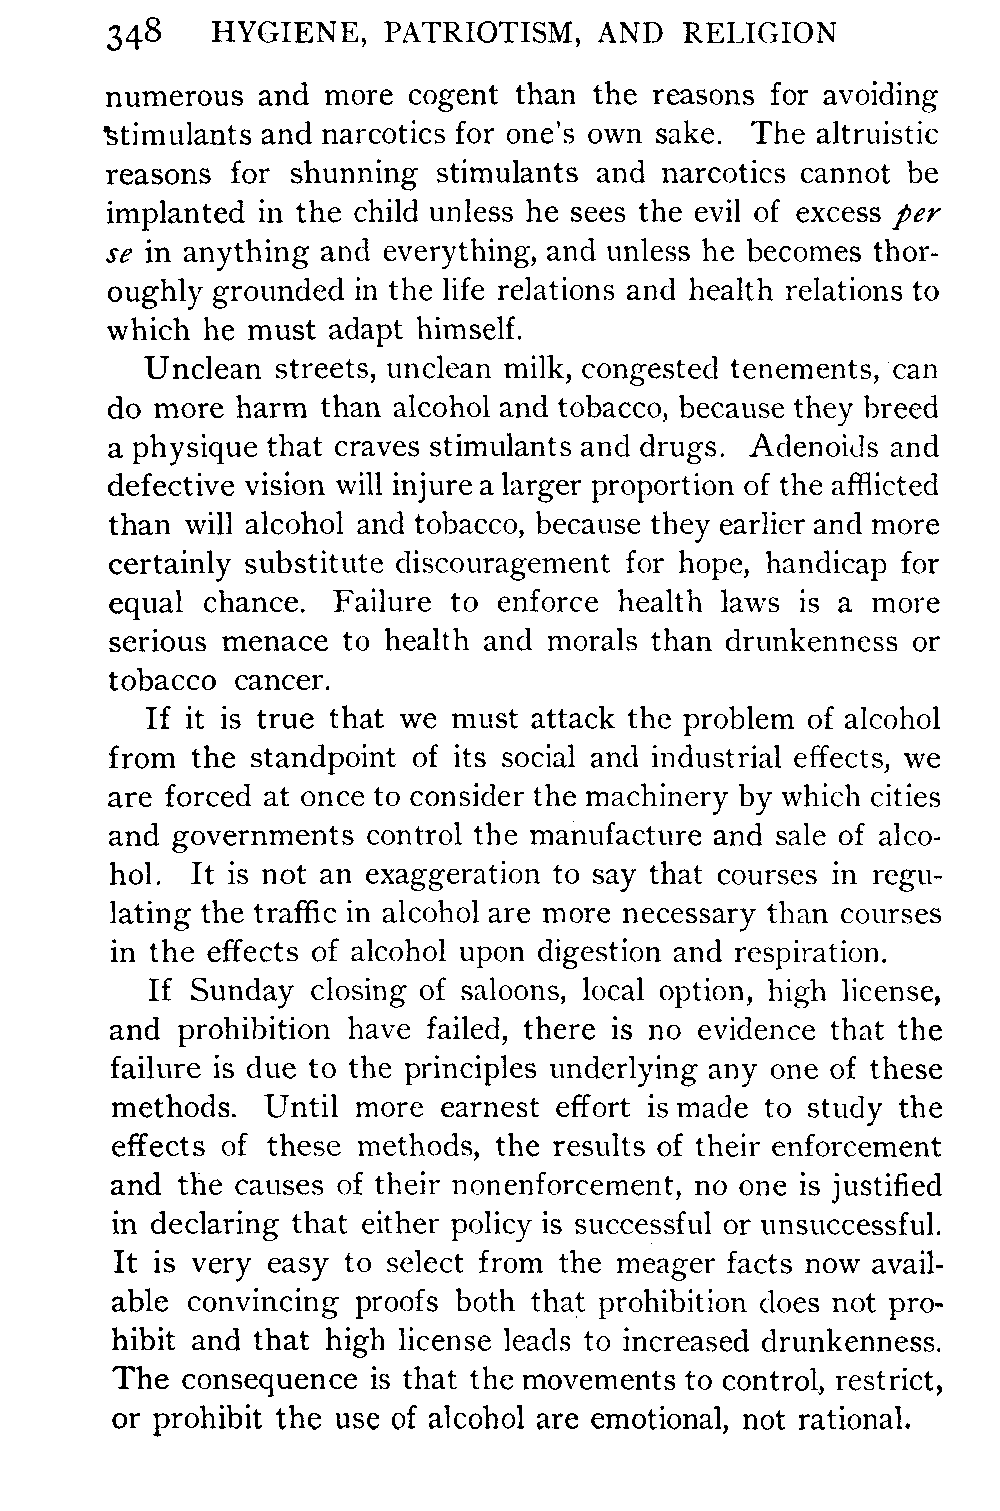 348 HYGIENE, PATRIOTISM, AND RELIGION
numerous and more cogent than the reasons for avoiding
stimulants and narcotics for one's own sake. The altruistic
reasons for shunning stimulants and narcotics cannot be
implanted in the child unless he sees the evil of excess per
se in anything and everything, and unless he becomes thor-
oughly grounded in the life relations and health relations to
which he must adapt himself.
Unclean streets, unclean milk, congested tenements, can
do more harm than alcohol and tobacco, because they breed
a physique that craves stimulants and drugs. Adenoids and
defective vision will injure a larger proportion of the afflicted
than will alcohol and tobacco, because they earlier and more
certainly substitute discouragement for hope, handicap for
equal chance. Failure to enforce health laws is a more
serious menace to health and morals than drunkenness or
tobacco cancer.
If it is true that we must attack the problem of alcohol
from the standpoint of its social and industrial effects, we
are forced at once to consider the machinery by which cities
and governments control the manufacture and sale of alco-
hol. It is not an exaggeration to say that courses in regu-
lating the traffic in alcohol are more necessary than courses
in the effects of alcohol upon digestion and respiration.
If Sunday closing of saloons, local option, high license,
and prohibition have failed, there is no evidence that the
failure is due to the principles underlying any one of these
methods. Until more earnest effort is made to study the
effects of these methods, the results of their enforcement
and the causes of their nonenforcement, no one is justified
in declaring that either policy is successful or unsuccessful.
It is very easy to select from the meager facts now avail-
able convincing proofs both that prohibition does not pro-
hibit and that high license leads to increased drunkenness.
The consequence is that the movements to control, restrict,
or prohibit the use of alcohol are emotional, not rational.